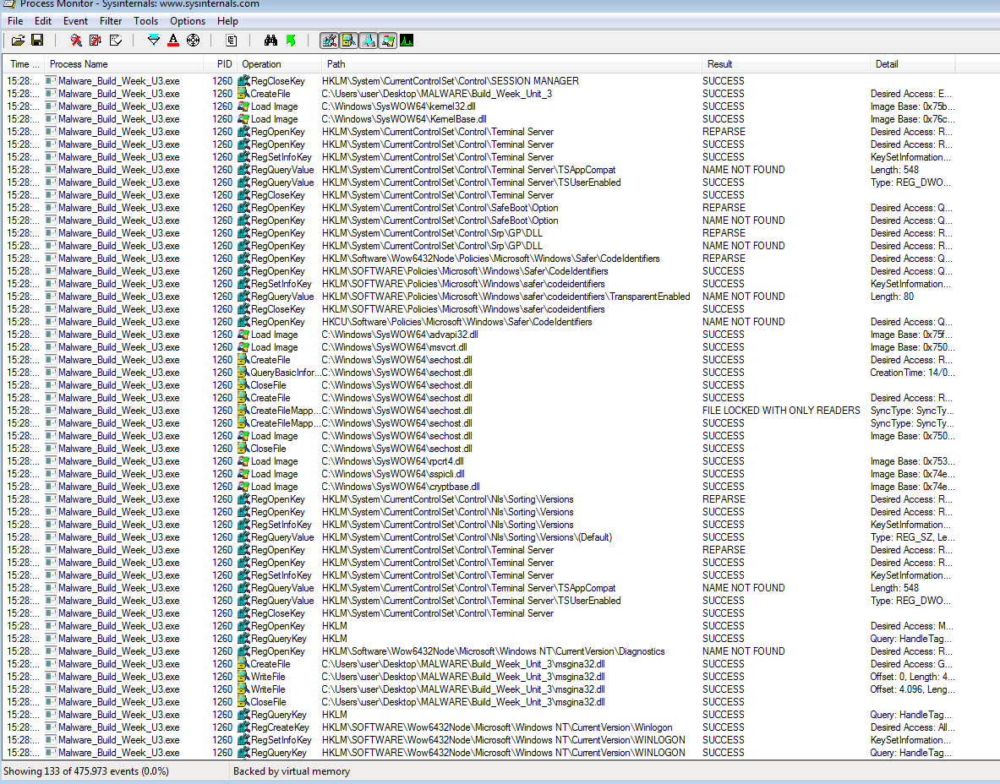 Process Monitor - Sysinternals: www.sysinternals.com
File Edit Event Filter Tools Options Help
Time ... Process Name PID Operation Path Result Detail
15:28:... Malware_Build_Week_U3.exe 1260 RegCloseKey HKLM\System\CurrentControlSet\Control\SESSION MANAGER SUCCESS
15:28:... Malware_Build_Week_U3.exe 1260 CreateFile C:\Users\user\Desktop\MALWARE\Build_Week_Unit_3 SUCCESS Desired Access: E...
15:28:... Malware_Build_Week_U3.exe 1260 Load Image C:\Windows\SysWOW64\kernel32.dll SUCCESS Image Base: 0x75b...
15:28:... Malware_Build_Week_U3.exe 1260 Load Image C:\Windows\SysWOW64\KernelBase.dll SUCCESS Image Base: 0x76c...
15:28:... Malware_Build_Week_U3.exe 1260 RegOpenKey HKLM\System\CurrentControlSet\Control\Terminal Server REPARSE Desired Access: R...
15:28:... Malware_Build_Week_U3.exe 1260 RegOpenKey HKLM\System\CurrentControlSet\Control\Terminal Server SUCCESS Desired Access: R...
15:28:... Malware_Build_Week_U3.exe 1260 RegSetInfoKey HKLM\System\CurrentControlSet\Control\Terminal Server SUCCESS KeySetInformation...
15:28:... Malware_Build_Week_U3.exe 1260 RegQueryValue HKLM\System\CurrentControlSet\Control\Terminal Server\TSAppCompat NAME NOT FOUND Length: 548
15:28:... Malware_Build_Week_U3.exe 1260 RegQueryValue HKLM\System\CurrentControlSet\Control\Terminal Server\TSUserEnabled SUCCESS Type: REG_DWO...
15:28:... Malware_Build_Week_U3.exe 1260 RegCloseKey HKLM\System\CurrentControlSet\Control\Terminal Server SUCCESS
15:28:... Malware_Build_Week_U3.exe 1260 RegOpenKey HKLM\System\CurrentControlSet\Control\SafeBoot\Option REPARSE Desired Access: Q...
15:28:... Malware_Build_Week_U3.exe 1260 RegOpenKey HKLM\System\CurrentControlSet\Control\SafeBoot\Option NAME NOT FOUND Desired Access: Q...
15:28:... Malware_Build_Week_U3.exe 1260 RegOpenKey HKLM\System\CurrentControlSet\Control\Srp\GP\DLL REPARSE Desired Access: R...
15:28:... Malware_Build_Week_U3.exe 1260 RegOpenKey HKLM\System\CurrentControlSet\Control\Srp\GP\DLL NAME NOT FOUND Desired Access: R...
15:28:... Malware_Build_Week_U3.exe 1260 RegOpenKey HKLM\Software\Wow6432Node\Policies\Microsoft\Windows\Safer\CodeIdentifiers REPARSE Desired Access: Q...
15:28:... Malware_Build_Week_U3.exe 1260 RegOpenKey HKLM\SOFTWARE\Policies\Microsoft\Windows\Safer\CodeIdentifiers SUCCESS Desired Access: Q...
15:28:... Malware_Build_Week_U3.exe 1260 RegSetInfoKey HKLM\SOFTWARE\Policies\Microsoft\Windows\safer\codeidentifiers SUCCESS KeySetInformation...
15:28:... Malware_Build_Week_U3.exe 1260 RegQueryValue HKLM\SOFTWARE\Policies\Microsoft\Windows\safer\codeidentifiers\TransparentEnabled NAME NOT FOUND Length: 80
15:28:... Malware_Build_Week_U3.exe 1260 RegCloseKey HKLM\SOFTWARE\Policies\Microsoft\Windows\safer\codeidentifiers SUCCESS
15:28:... Malware_Build_Week_U3.exe 1260 RegOpenKey HKCU\Software\Policies\Microsoft\Windows\Safer\CodeIdentifiers NAME NOT FOUND Desired Access: Q...
15:28:... Malware_Build_Week_U3.exe 1260 Load Image C:\Windows\SysWOW64\advapi32.dll SUCCESS Image Base: 0x75f...
15:28:... Malware_Build_Week_U3.exe 1260 Load Image C:\Windows\SysWOW64\msvcrt.dll SUCCESS Image Base: 0x750...
15:28:... Malware_Build_Week_U3.exe 1260 CreateFile C:\Windows\SysWOW64\sechost.dll SUCCESS Desired Access: R...
15:28:... Malware_Build_Week_U3.exe 1260 QueryBasicInfor... C:\Windows\SysWOW64\sechost.dll SUCCESS CreationTime: 14/0...
15:28:... Malware_Build_Week_U3.exe 1260 CloseFile C:\Windows\SysWOW64\sechost.dll SUCCESS
15:28:... Malware_Build_Week_U3.exe 1260 CreateFile C:\Windows\SysWOW64\sechost.dll SUCCESS Desired Access: R...
15:28:... Malware_Build_Week_U3.exe 1260 CreateFileMapp... C:\Windows\SysWOW64\sechost.dll FILE LOCKED WITH ONLY READERS SyncType: SyncTy...
15:28:... Malware_Build_Week_U3.exe 1260 CreateFileMapp... C:\Windows\SysWOW64\sechost.dll SUCCESS SyncType: SyncTy...
15:28:... Malware_Build_Week_U3.exe 1260 Load Image C:\Windows\SysWOW64\sechost.dll SUCCESS Image Base: 0x750...
15:28:... Malware_Build_Week_U3.exe 1260 CloseFile C:\Windows\SysWOW64\sechost.dll SUCCESS
15:28:... Malware_Build_Week_U3.exe 1260 Load Image C:\Windows\SysWOW64\rpcrt4.dll SUCCESS Image Base: 0x753...
15:28:... Malware_Build_Week_U3.exe 1260 Load Image C:\Windows\SysWOW64\sspicli.dll SUCCESS Image Base: 0x74e...
15:28:... Malware_Build_Week_U3.exe 1260 Load Image C:\Windows\SysWOW64\cryptbase.dll SUCCESS Image Base: 0x74e...
15:28:... Malware_Build_Week_U3.exe 1260 RegOpenKey HKLM\System\CurrentControlSet\Control\Nls\Sorting\Versions REPARSE Desired Access: R...
15:28:... Malware_Build_Week_U3.exe 1260 RegOpenKey HKLM\System\CurrentControlSet\Control\Nls\Sorting\Versions SUCCESS Desired Access: R...
15:28:... Malware_Build_Week_U3.exe 1260 RegSetInfoKey HKLM\System\CurrentControlSet\Control\Nls\Sorting\Versions SUCCESS KeySetInformation...
15:28:... Malware_Build_Week_U3.exe 1260 RegQueryValue HKLM\System\CurrentControlSet\Control\Nls\Sorting\Versions\(Default) SUCCESS Type: REG_SZ, Le...
15:28:... Malware_Build_Week_U3.exe 1260 RegOpenKey HKLM\System\CurrentControlSet\Control\Terminal Server REPARSE Desired Access: R...
15:28:... Malware_Build_Week_U3.exe 1260 RegOpenKey HKLM\System\CurrentControlSet\Control\Terminal Server SUCCESS Desired Access: R...
15:28:... Malware_Build_Week_U3.exe 1260 RegSetInfoKey HKLM\System\CurrentControlSet\Control\Terminal Server SUCCESS KeySetInformation...
15:28:... Malware_Build_Week_U3.exe 1260 RegQueryValue HKLM\System\CurrentControlSet\Control\Terminal Server\TSAppCompat NAME NOT FOUND Length: 548
15:28:... Malware_Build_Week_U3.exe 1260 RegQueryValue HKLM\System\CurrentControlSet\Control\Terminal Server\TSUserEnabled SUCCESS Type: REG_DWO...
15:28:... Malware_Build_Week_U3.exe 1260 RegCloseKey HKLM\System\CurrentControlSet\Control\Terminal Server SUCCESS
15:28:... Malware_Build_Week_U3.exe 1260 RegOpenKey HKLM SUCCESS Desired Access: M...
15:28:... Malware_Build_Week_U3.exe 1260 RegQueryKey HKLM SUCCESS Query: HandleTag...
15:28:... Malware_Build_Week_U3.exe 1260 RegOpenKey HKLM\Software\Wow6432Node\Microsoft\Windows NT\CurrentVersion\Diagnostics NAME NOT FOUND Desired Access: R...
15:28:... Malware_Build_Week_U3.exe 1260 CreateFile C:\Users\user\Desktop\MALWARE\Build_Week_Unit_3\msgina32.dll SUCCESS Desired Access: G...
15:28:... Malware_Build_Week_U3.exe 1260 WriteFile C:\Users\user\Desktop\MALWARE\Build_Week_Unit_3\msgina32.dll SUCCESS Offset: 0, Length: 4...
15:28:... Malware_Build_Week_U3.exe 1260 WriteFile C:\Users\user\Desktop\MALWARE\Build_Week_Unit_3\msgina32.dll SUCCESS Offset: 4.096, Leng...
15:28:... Malware_Build_Week_U3.exe 1260 CloseFile C:\Users\user\Desktop\MALWARE\Build_Week_Unit_3\msgina32.dll SUCCESS
15:28:... Malware_Build_Week_U3.exe 1260 RegQueryKey HKLM SUCCESS Query: HandleTag...
15:28:... Malware_Build_Week_U3.exe 1260 RegCreateKey HKLM\SOFTWARE\Wow6432Node\Microsoft\Windows NT\CurrentVersion\Winlogon SUCCESS Desired Access: All...
15:28:... Malware_Build_Week_U3.exe 1260 RegSetInfoKey HKLM\SOFTWARE\Wow6432Node\Microsoft\Windows NT\CurrentVersion\WINLOGON SUCCESS KeySetInformation...
15:28:... Malware_Build_Week_U3.exe 1260 RegQueryKey HKLM\SOFTWARE\Wow6432Node\Microsoft\Windows NT\CurrentVersion\WINLOGON SUCCESS Query: HandleTag...
Showing 133 of 475.973 events (0.0%) Backed by virtual memory